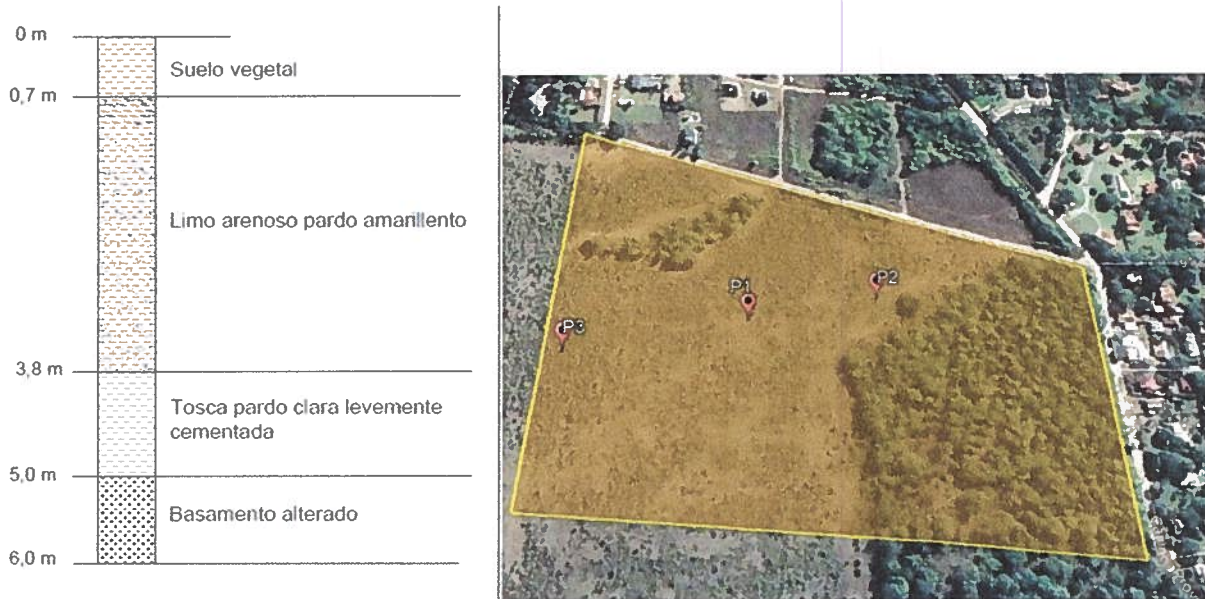 0 m
Suelo vegetal
0,7 m
Limo arenoso pardo amarillento
3,8 m
Tosca pardo clara levemente
cementada
5,0 m
Basamento alterado
6,0 m
P1
P2
P3